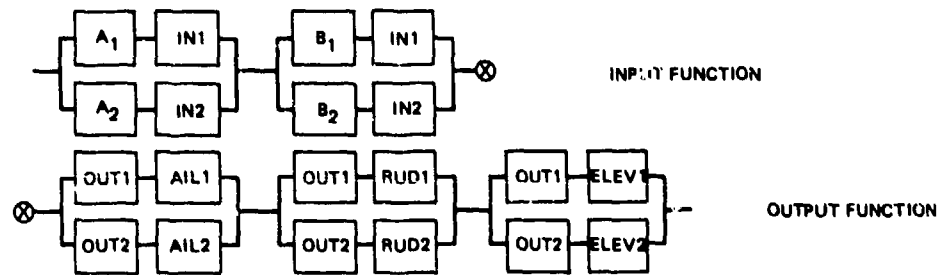 A1 IN1 B1 IN1
INPUT FUNCTION
A2 IN2 B2 IN2
OUT1 AIL1 OUT1 RUD1 OUT1 ELEV1
OUTPUT FUNCTION
OUT2 AIL2 OUT2 RUD2 OUT2 ELEV2